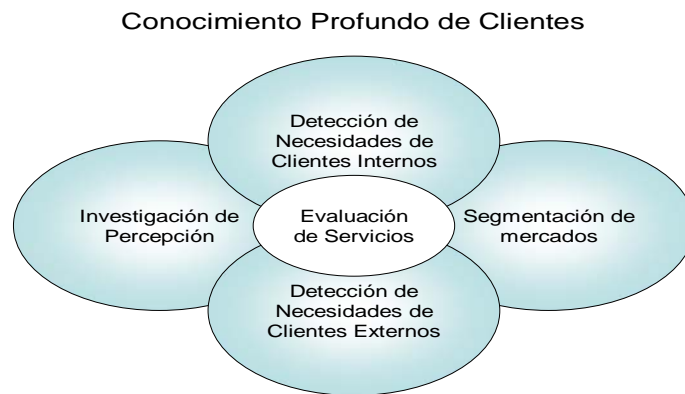 Conocimiento Profundo de Clientes
Detección de
Necesidades de
Clientes Internos
Investigación de
Percepción
Evaluación
de Servicios
Segmentación de
mercados
Detección de
Necesidades de
Clientes Externos